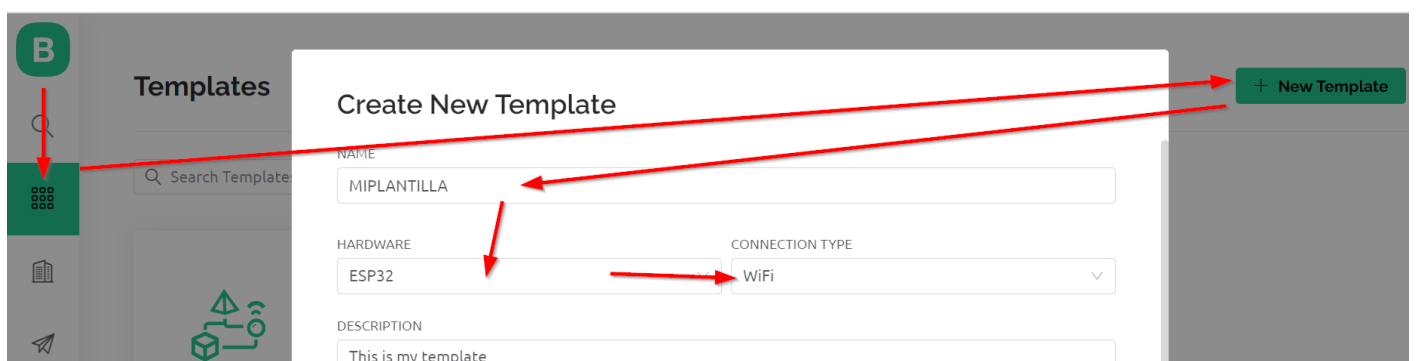 B
Templates
+ New Template
Search Templates
Create New Template
NAME
MIPLANTILLA
HARDWARE
CONNECTION TYPE
ESP32
WiFi
DESCRIPTION
This is my template